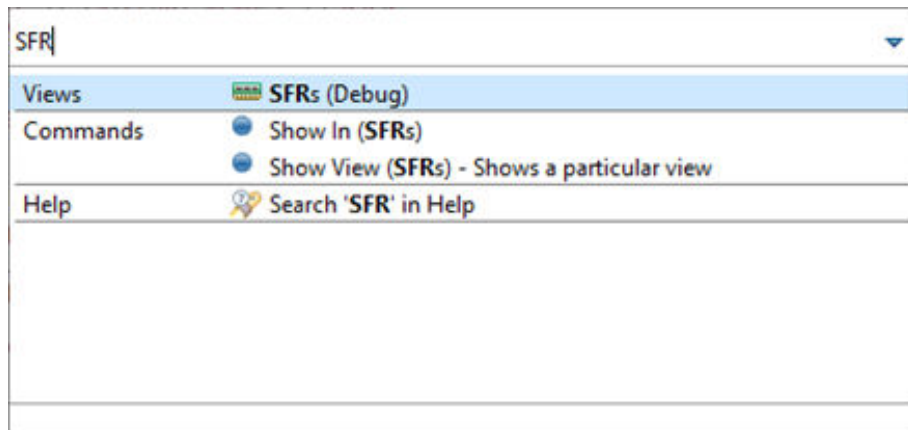 SFR
Views SFRs (Debug)
Commands Show In (SFRs)
Show View (SFRs) - Shows a particular view
Help Search 'SFR' in Help